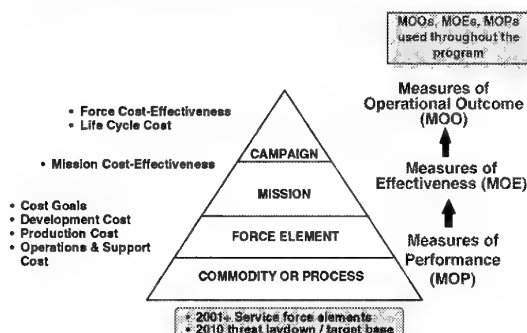 MOOs, MOEs, MOPs
used throughout the
program
Measures of
Operational Outcome
(MOO)
• Force Cost-Effectiveness
• Life Cycle Cost
CAMPAIGN
• Mission Cost-Effectiveness
MISSION
Measures of
Effectiveness (MOE)
• Cost Goals
• Development Cost
• Production Cost
• Operations & Support
Cost
FORCE ELEMENT
COMMODITY OR PROCESS
Measures of
Performance
(MOP)
• 2001+ Service force elements
• 2010 threat laydown / target base